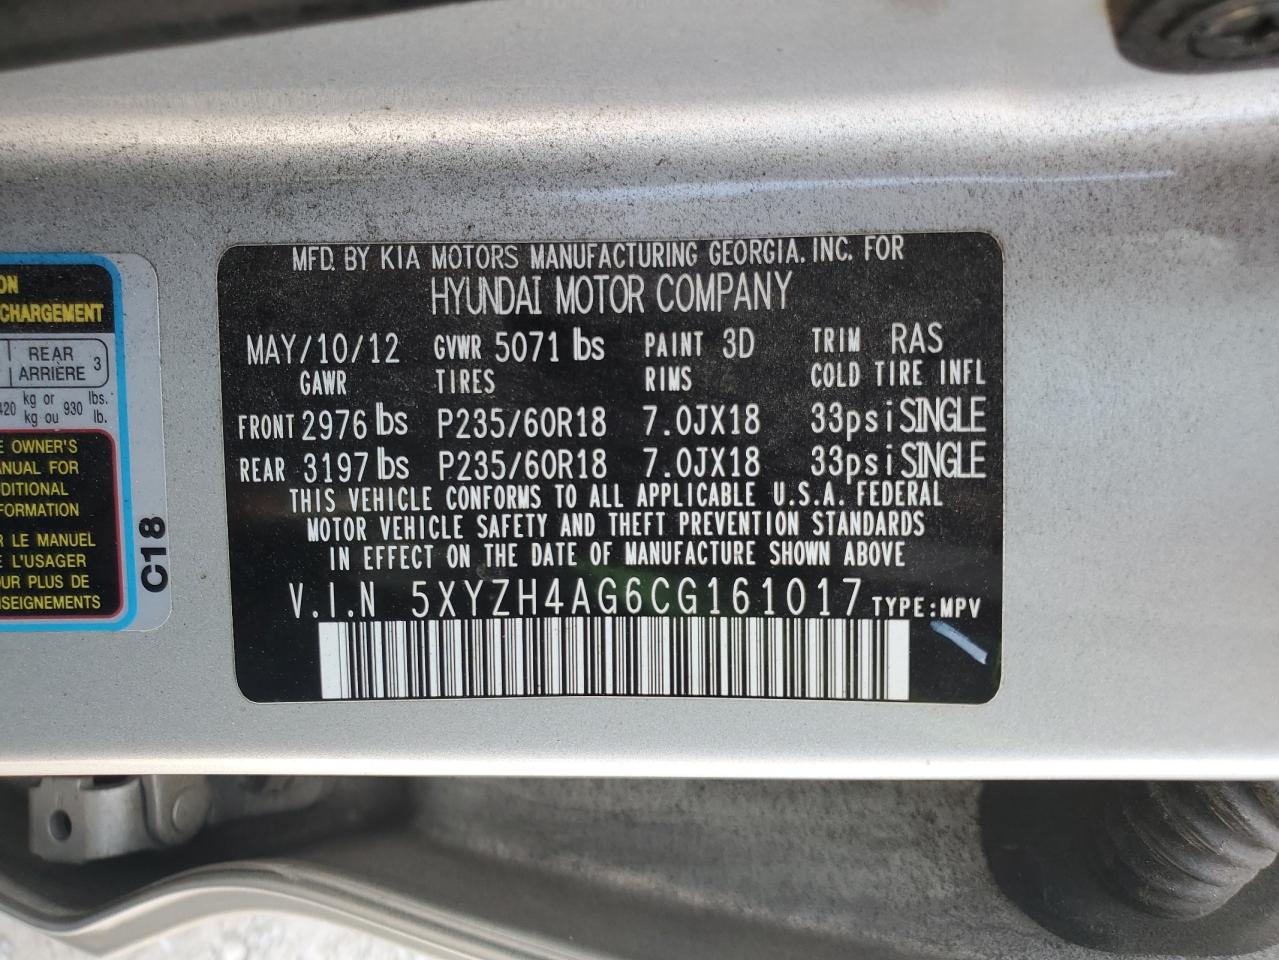 MFD. BY KIA MOTORS MANUFACTURING GEORGIA. INC. FOR
HYUNDAI MOTOR COMPANY
MAY/10/12 GVWR 5071 lbs PAINT 3D TRIM RAS
GAWR TIRES RIMS COLD TIRE INFL
FRONT 2976 lbs P235/60R18 7.0JX18 33psi SINGLE
REAR 3197 lbs P235/60R18 7.0JX18 33psi SINGLE
THIS VEHICLE CONFORMS TO ALL APPLICABLE U.S.A. FEDERAL
MOTOR VEHICLE SAFETY AND THEFT PREVENTION STANDARDS
IN EFFECT ON THE DATE OF MANUFACTURE SHOWN ABOVE
V.I.N 5XYZH4AG6CG161017 TYPE:MPV
ON
CHARGEMENT
REAR
ARRIÈRE 3
420 kg or 930 lbs.
kg ou lb.
OWNER'S
ANUAL FOR
DDITIONAL
FORMATION
R LE MANUEL
E L'USAGER
OUR PLUS DE
SEIGNEMENTS
C18